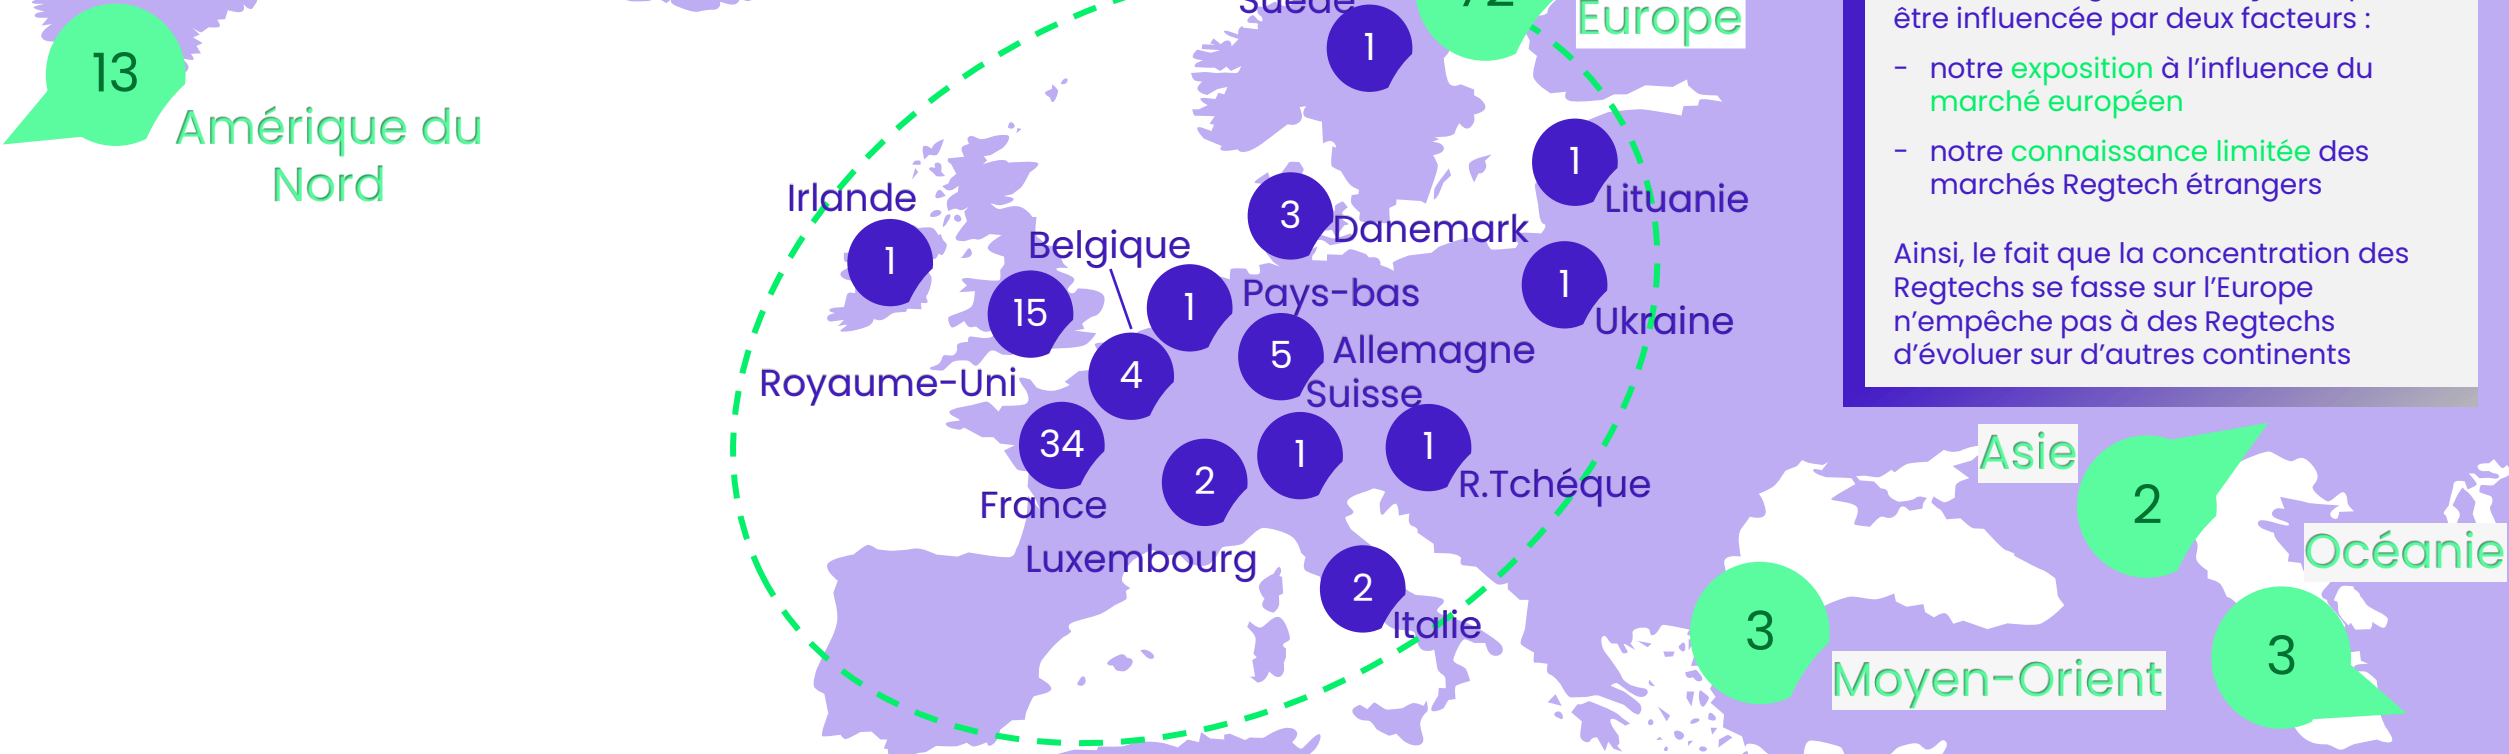 Suède
1
72
Europe
être influencée par deux facteurs :
- notre exposition à l’influence du
marché européen
- notre connaissance limitée des
marchés Regtech étrangers
Ainsi, le fait que la concentration des
Regtechs se fasse sur l’Europe
n’empêche pas à des Regtechs
d’évoluer sur d’autres continents
13
Amérique du
Nord
Irlande
1
Belgique
4
3
Danemark
1
Lituanie
15
Royaume-Uni
1
Pays-bas
5
Allemagne
1
Ukraine
Suisse
1
34
France
2
Luxembourg
1
R.Tchéque
2
Italie
Asie
2
Océanie
3
3
Moyen-Orient